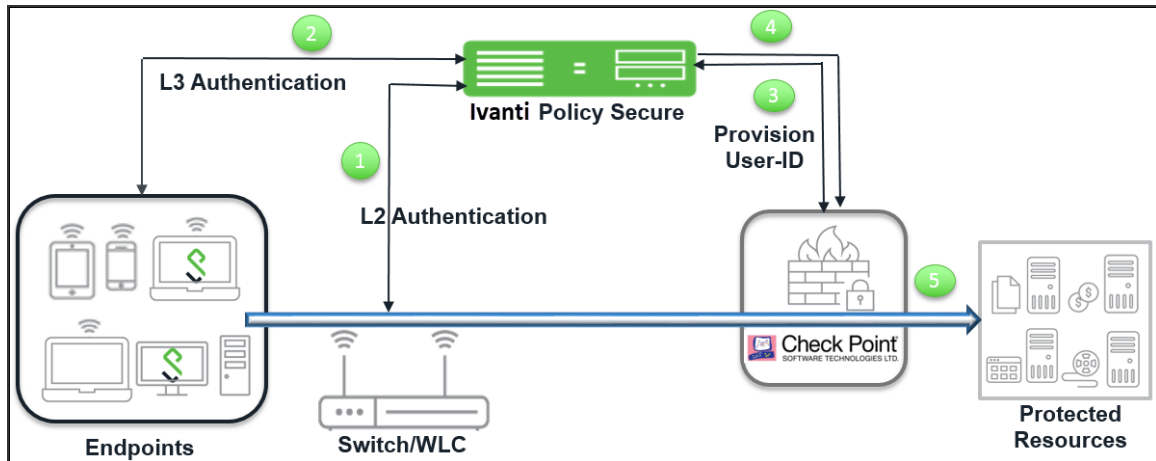 2
4
L3 Authentication
Ivanti Policy Secure
3
Provision
User-ID
1
L2 Authentication
5
Check Point
SOFTWARE TECHNOLOGIES LTD.
Endpoints
Switch/WLC
Protected
Resources